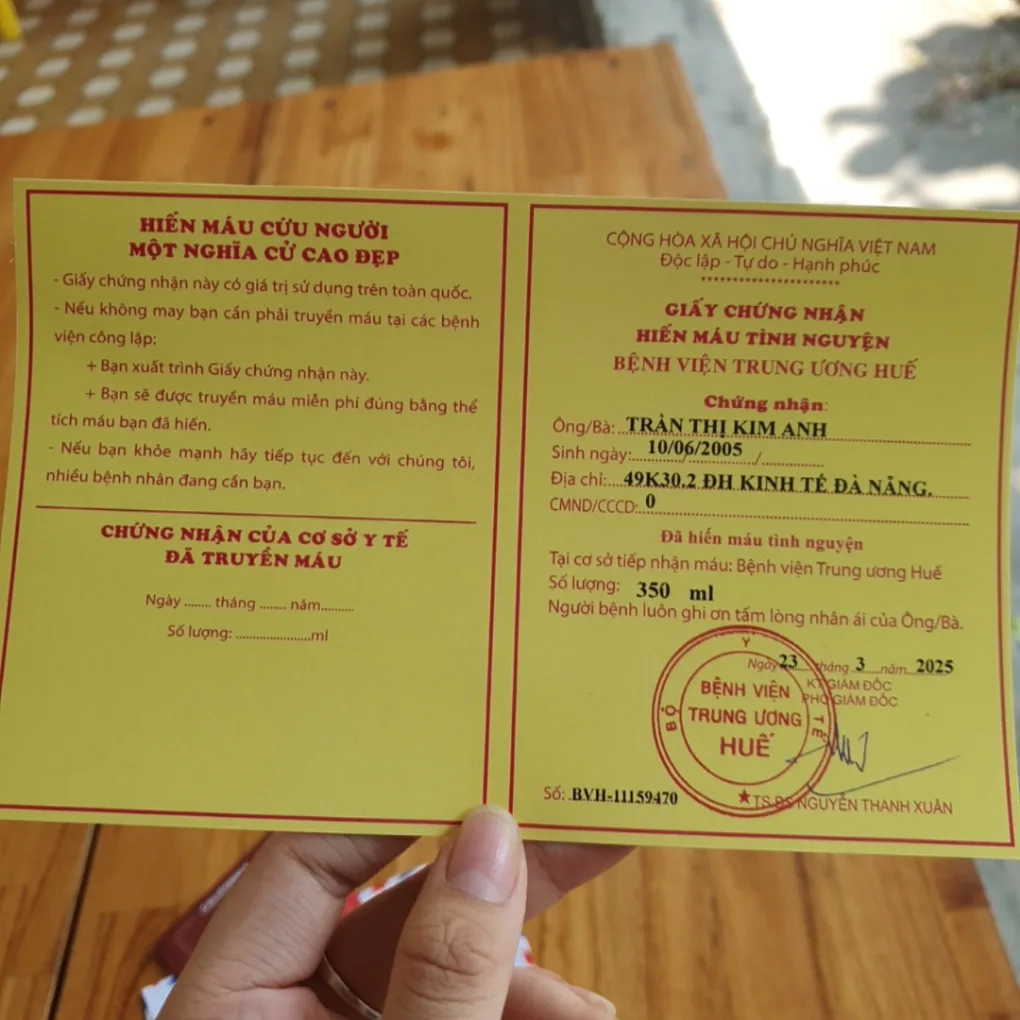 HIẾN MÁU CỨU NGƯỜI
MỘT NGHĨA CỬ CAO ĐẸP
- Giấy chứng nhận này có giá trị sử dụng trên toàn quốc.
- Nếu không may bạn cần phải truyền máu tại các bệnh
viện công lập:
+ Bạn xuất trình Giấy chứng nhận này.
+ Bạn sẽ được truyền máu miễn phí đúng bằng thể
tích máu bạn đã hiến.
- Nếu bạn khỏe mạnh hãy tiếp tục đến với chúng tôi,
nhiều bệnh nhân đang cần bạn.
CHỨNG NHẬN CỦA CƠ SỞ Y TẾ
ĐÃ TRUYỀN MÁU
Ngày ........ tháng ........ năm..........
Số lượng: ......................ml
CỘNG HÒA XÃ HỘI CHỦ NGHĨA VIỆT NAM
Độc lập - Tự do - Hạnh phúc
*********************
GIẤY CHỨNG NHẬN
HIẾN MÁU TÌNH NGUYỆN
BỆNH VIỆN TRUNG ƯƠNG HUẾ
Chứng nhận:
Ông/Bà: TRẦN THỊ KIM ANH
Sinh ngày: 10/06/2005
Địa chỉ: 49K30.2 ĐH KINH TẾ ĐÀ NẴNG.
CMND/CCCD: 0
Đã hiến máu tình nguyện
Tại cơ sở tiếp nhận máu: Bệnh viện Trung ương Huế
Số lượng: 350 ml
Người bệnh luôn ghi ơn tấm lòng nhân ái của Ông/Bà.
Ngày 23 tháng 3 năm 2025
KT GIÁM ĐỐC
PHÓ GIÁM ĐỐC
BỘ Y TẾ
BỆNH VIỆN
TRUNG ƯƠNG
HUẾ
Số: BVH-11159470
TS.BS NGUYỄN THANH XUÂN